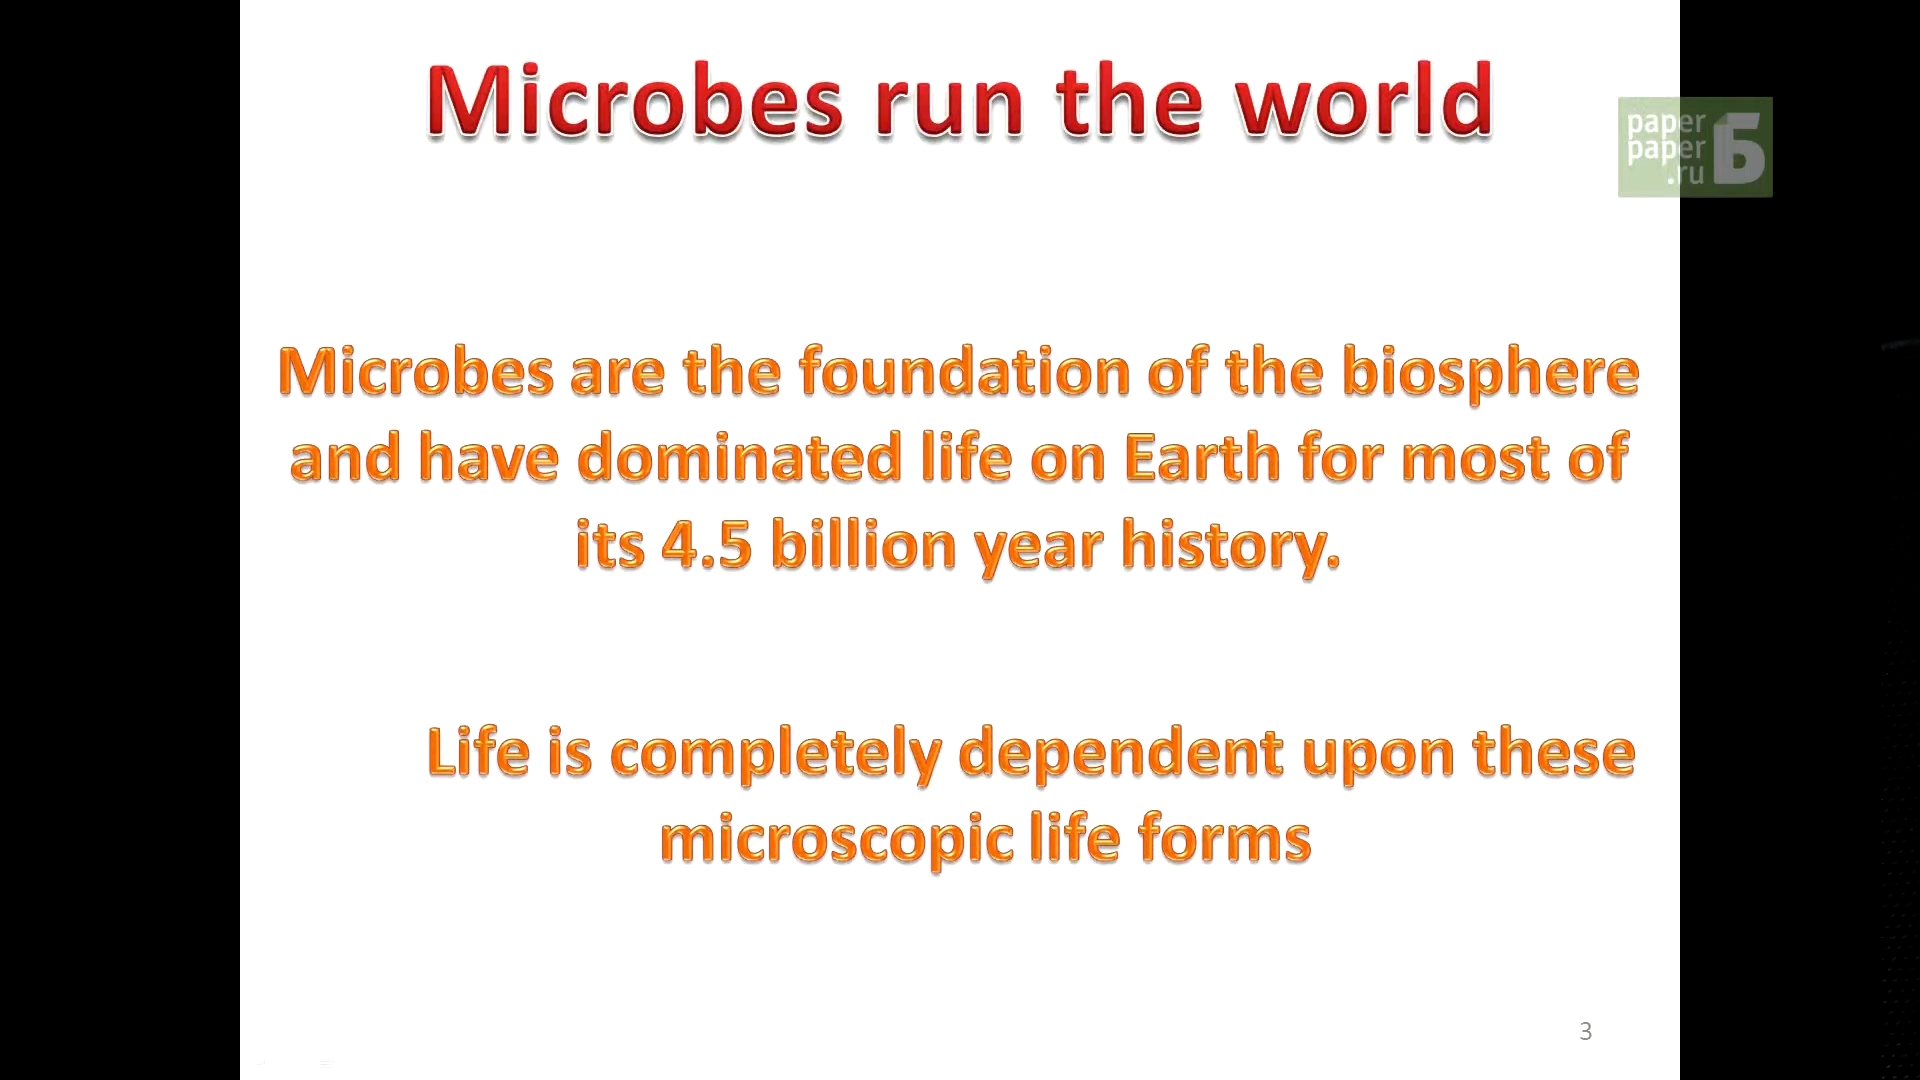 Microbes run the world
paper
paper
.ru
Б
Microbes are the foundation of the biosphere
and have dominated life on Earth for most of
its 4.5 billion year history.
Life is completely dependent upon these
microscopic life forms
3